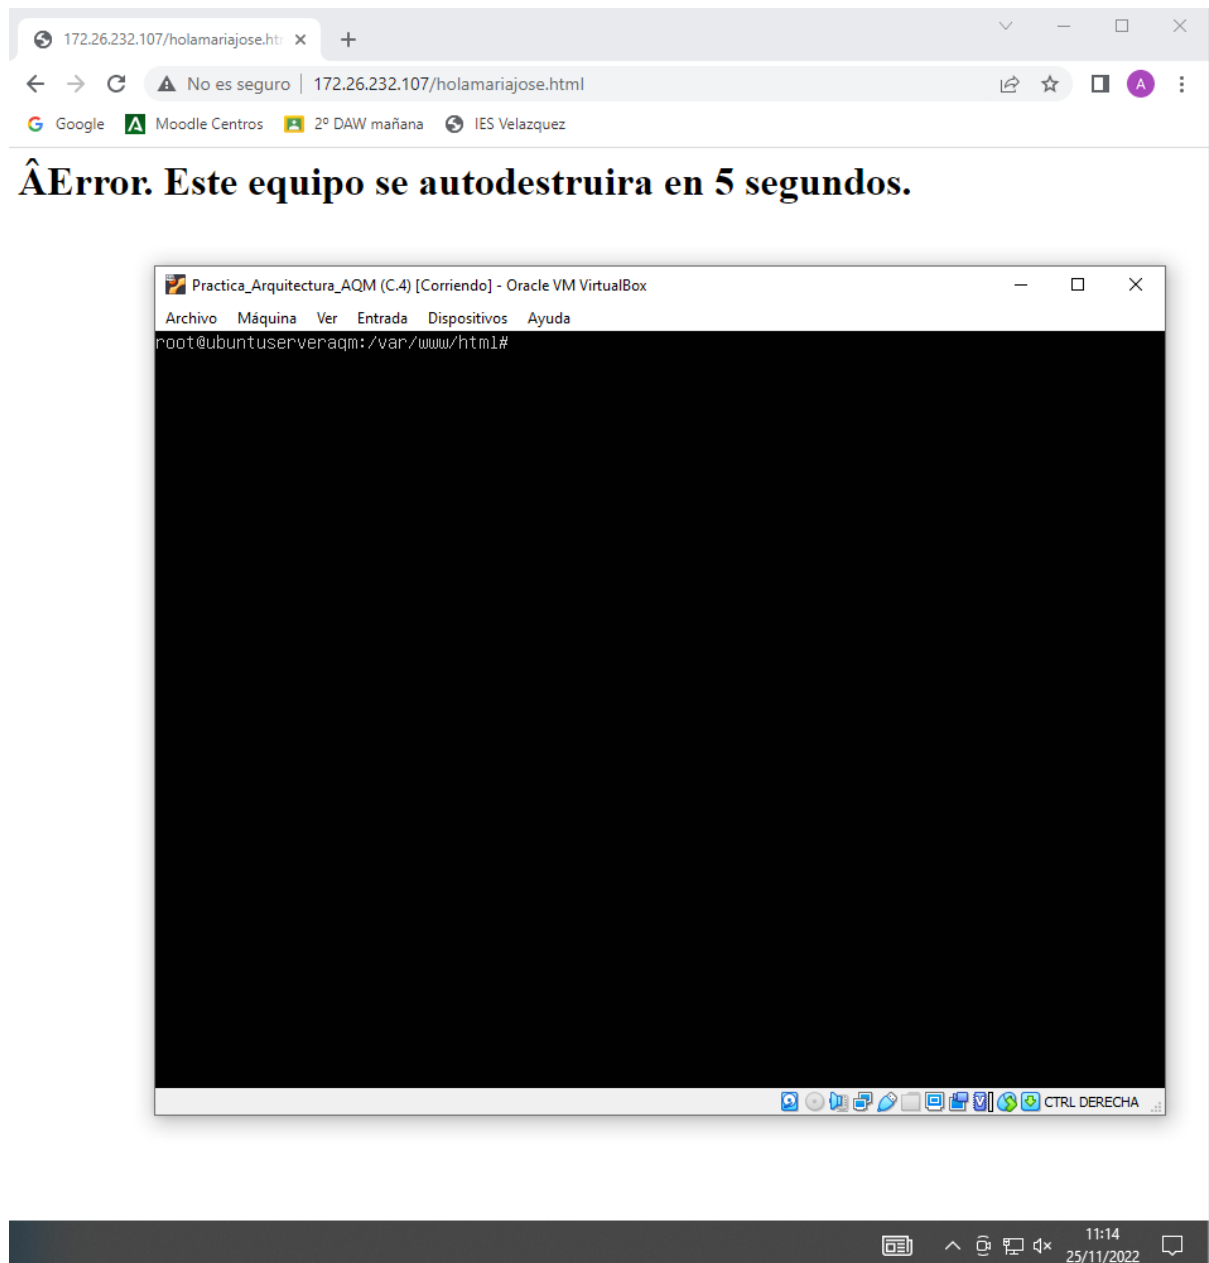 172.26.232.107/holamariajose.htm
No es seguro | 172.26.232.107/holamariajose.html
A
Google Moodle Centros 2º DAW mañana IES Velazquez
ÂError. Este equipo se autodestruira en 5 segundos.
Practica_Arquitectura_AQM (C.4) [Corriendo] - Oracle VM VirtualBox
Archivo Máquina Ver Entrada Dispositivos Ayuda
root@ubuntuserveraqm:/var/www/html#
CTRL DERECHA
11:14
25/11/2022